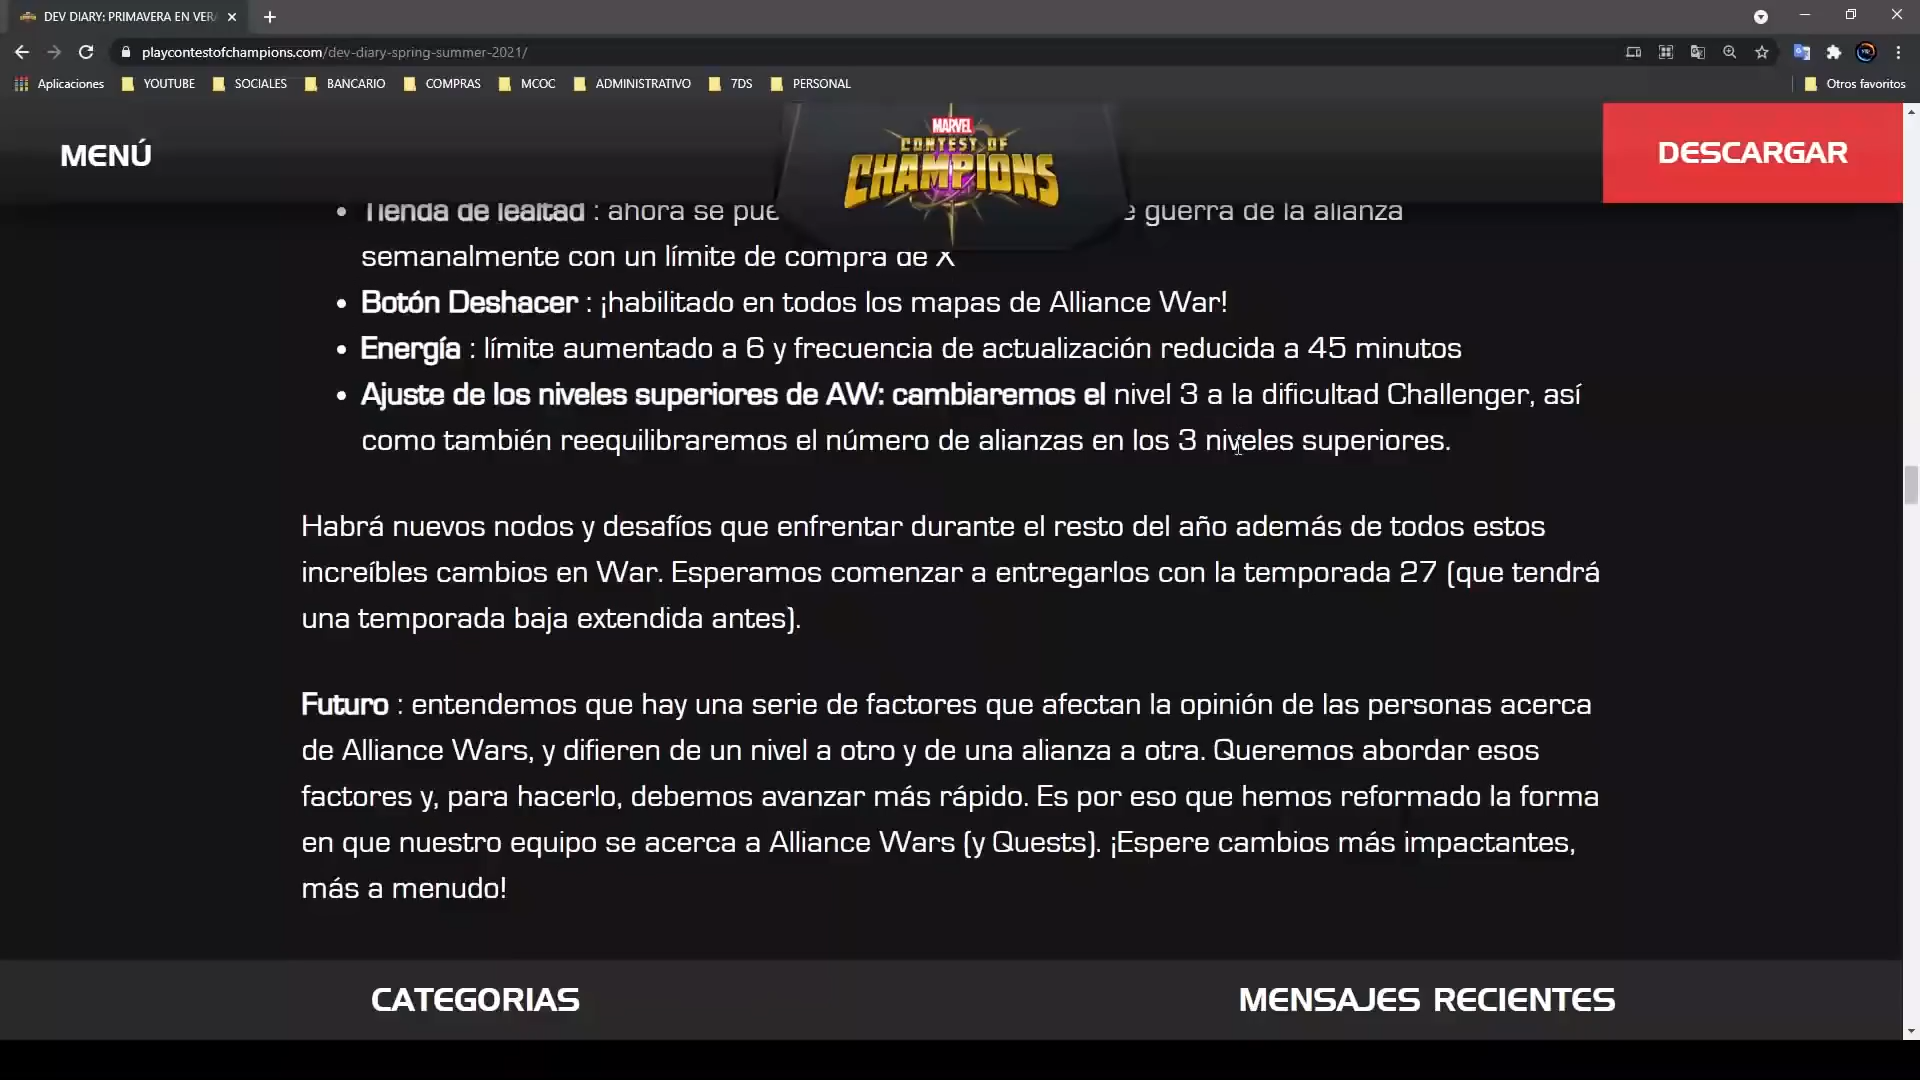 DEV DIARY: PRIMAVERA EN VER
playcontestofchampions.com/dev-diary-spring-summer-2021/
Aplicaciones YOUTUBE SOCIALES BANCARIO COMPRAS MCOC ADMINISTRATIVO 7DS PERSONAL Otros favoritos
MENÚ
MARVEL
CONTEST OF
CHAMPIONS
DESCARGAR
• Tienda de lealtad : ahora se pue guerra de la alianza
semanalmente con un límite de compra de X
• Botón Deshacer : ¡habilitado en todos los mapas de Alliance War!
• Energía : límite aumentado a 6 y frecuencia de actualización reducida a 45 minutos
• Ajuste de los niveles superiores de AW: cambiaremos el nivel 3 a la dificultad Challenger, así
como también reequilibraremos el número de alianzas en los 3 niveles superiores.
Habrá nuevos nodos y desafíos que enfrentar durante el resto del año además de todos estos
increíbles cambios en War. Esperamos comenzar a entregarlos con la temporada 27 (que tendrá
una temporada baja extendida antes).
Futuro : entendemos que hay una serie de factores que afectan la opinión de las personas acerca
de Alliance Wars, y difieren de un nivel a otro y de una alianza a otra. Queremos abordar esos
factores y, para hacerlo, debemos avanzar más rápido. Es por eso que hemos reformado la forma
en que nuestro equipo se acerca a Alliance Wars (y Quests). ¡Espere cambios más impactantes,
más a menudo!
CATEGORIAS
MENSAJES RECIENTES